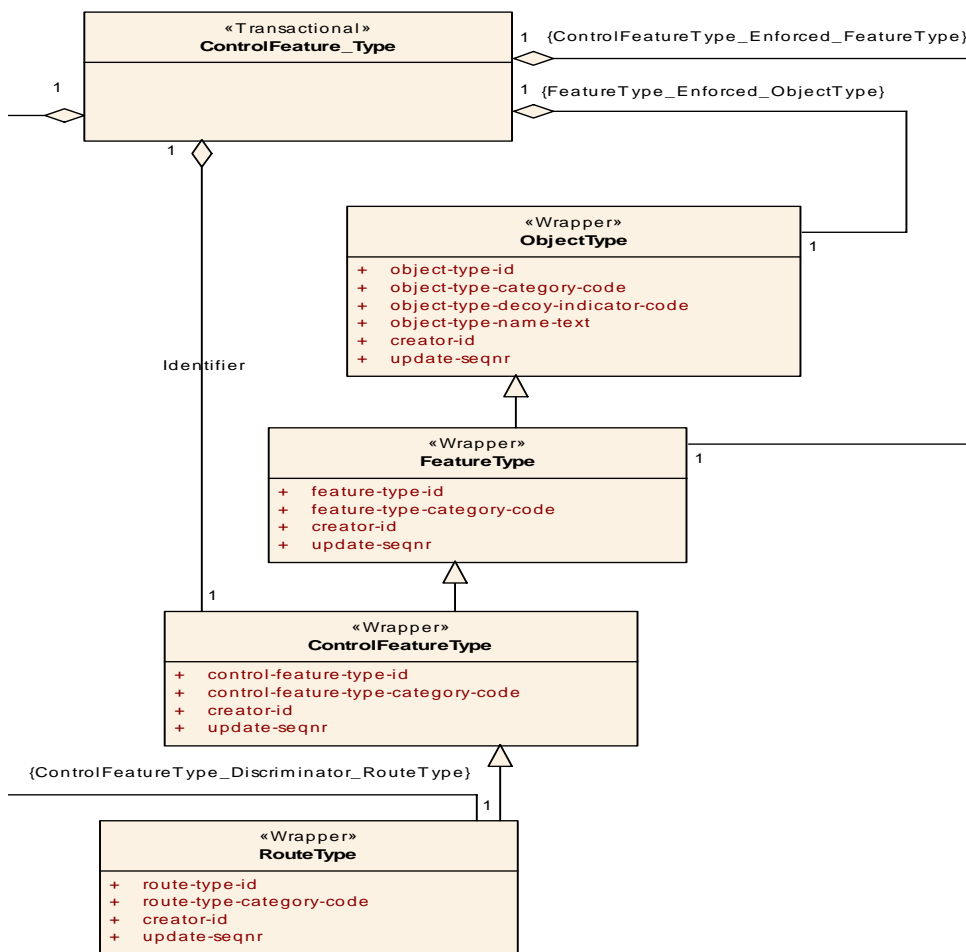 «Transactional»
ControlFeature_Type
1
{ControlFeatureType_Enforced_FeatureType}
1
1
{FeatureType_Enforced_ObjectType}
1
«Wrapper»
ObjectType
1
+ object-type-id
+ object-type-category-code
+ object-type-decoy-indicator-code
+ object-type-name-text
+ creator-id
+ update-seqnr
Identifier
«Wrapper»
FeatureType
1
+ feature-type-id
+ feature-type-category-code
+ creator-id
+ update-seqnr
1
«Wrapper»
ControlFeatureType
+ control-feature-type-id
+ control-feature-type-category-code
+ creator-id
+ update-seqnr
{ControlFeatureType_Discriminator_RouteType}
1
«Wrapper»
RouteType
+ route-type-id
+ route-type-category-code
+ creator-id
+ update-seqnr